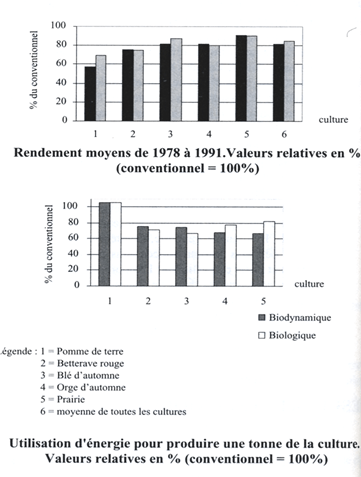 100
80
60
40
20
0
% du conventionnel
1 2 3 4 5 6
culture
Rendement moyens de 1978 à 1991.Valeurs relatives en %
(conventionnel = 100%)
100
80
60
40
20
0
% du conventionnel
1 2 3 4 5
culture
Biodynamique
Biologique
égende : 1 = Pomme de terre
2 = Betterave rouge
3 = Blé d'automne
4 = Orge d'automne
5 = Prairie
6 = moyenne de toutes les cultures
Utilisation d'énergie pour produire une tonne de la culture.
Valeurs relatives en % (conventionnel = 100%)